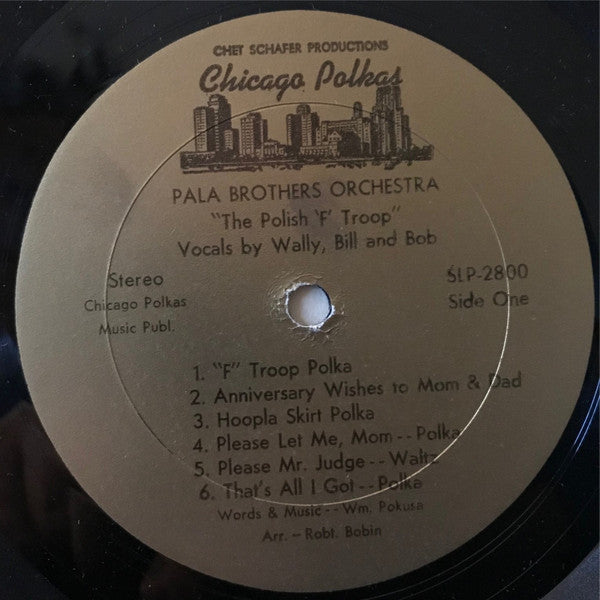 CHET SCHAFER PRODUCTIONS
Chicago Polkas
PALA BROTHERS ORCHESTRA
"The Polish 'F' Troop"
Vocals by Wally, Bill and Bob
Stereo
Chicago Polkas
Music Publ.
SLP-2800
Side One
1. "F" Troop Polka
2. Anniversary Wishes to Mom & Dad
3. Hoopla Skirt Polka
4. Please Let Me, Mom -- Polka
5. Please Mr. Judge -- Waltz
6. That's All I Got -- Polka
Words & Music -- Wm. Pokusa
Arr. - Robt. Bobin